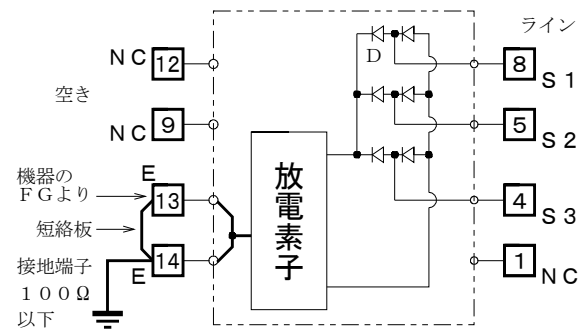 ライン
NC 12
D
8 S1
空き
NC 9
5 S2
機器の
FGより
E 13
放電素子
4 S3
短絡板
接地端子
100Ω
以下
E 14
1 NC